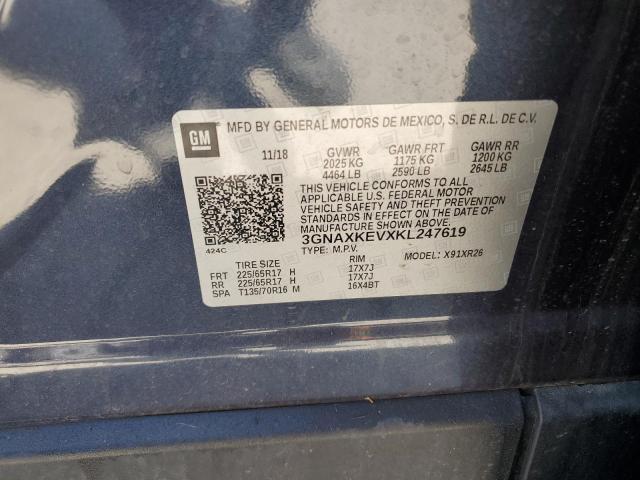 GM
MFD BY GENERAL MOTORS DE MEXICO, S. DE R.L. DE C.V.
11/18 GVWR GAWR FRT GAWR RR
2025 KG 1175 KG 1200 KG
4464 LB 2590 LB 2645 LB
THIS VEHICLE CONFORMS TO ALL
APPLICABLE U.S. FEDERAL MOTOR
VEHICLE SAFETY AND THEFT PREVENTION
STANDARDS IN EFFECT ON THE DATE OF
MANUFACTURE SHOWN ABOVE.
3GNAXKEVXKL247619
424C TYPE: M.P.V. MODEL: X91XR26
TIRE SIZE RIM
FRT 225/65R17 H 17X7J
RR 225/65R17 H 17X7J
SPA T135/70R16 M 16X4BT